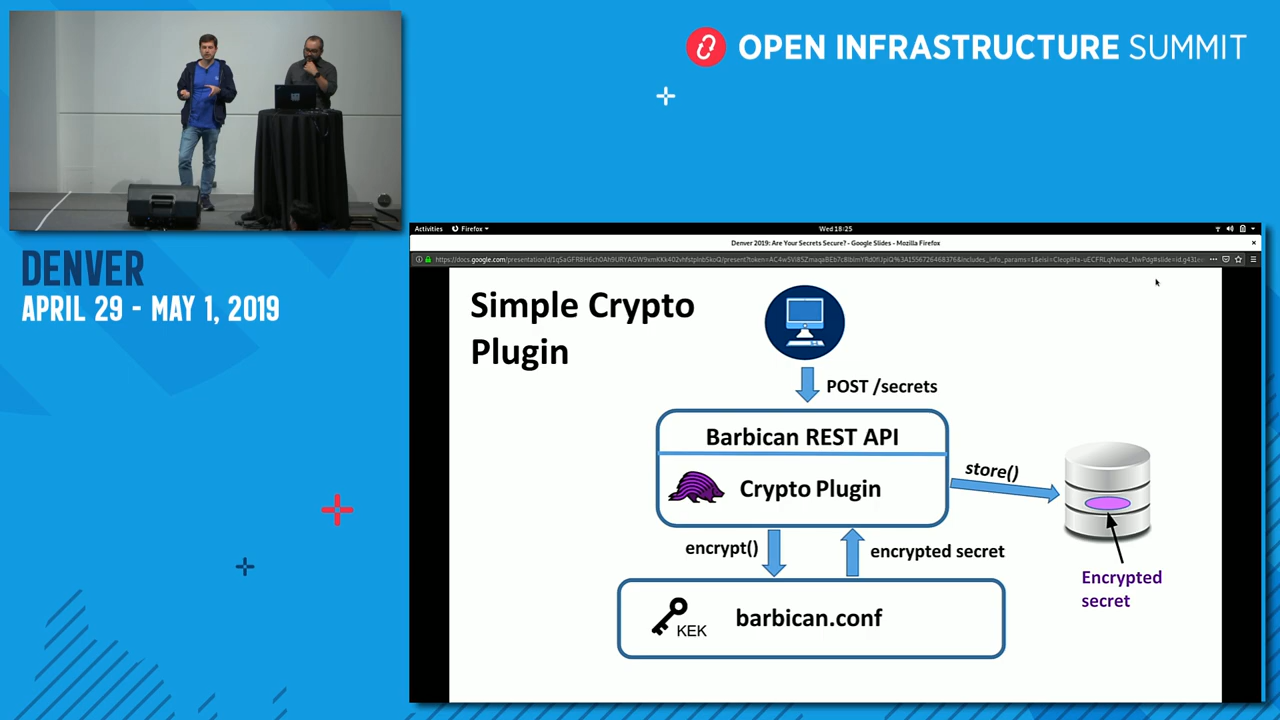 OPEN INFRASTRUCTURE SUMMIT
DENVER
APRIL 29 - MAY 1, 2019
Activities
Firefox
Wed 18:25
Denver 2019: Are Your Secrets Secure? - Google Slides - Mozilla Firefox
Simple Crypto
Plugin
POST /secrets
Barbican REST API
Crypto Plugin
store()
encrypt()
encrypted secret
Encrypted
secret
KEK
barbican.conf